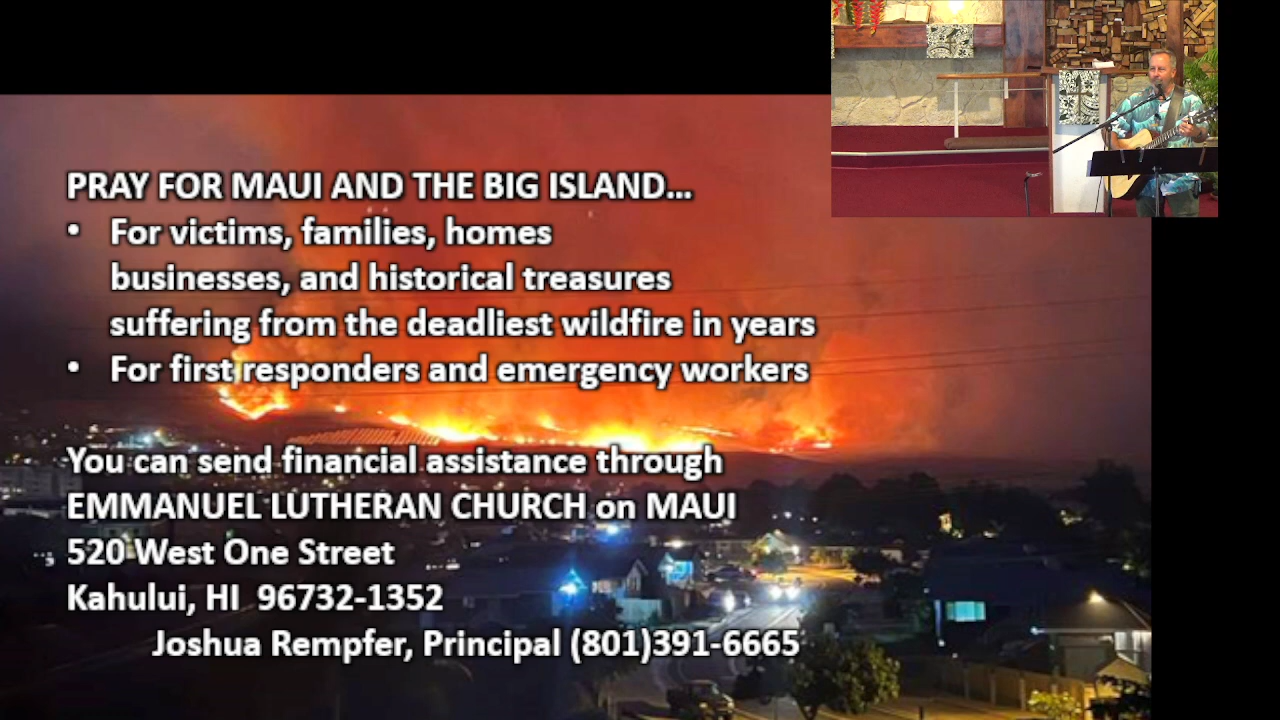 PRAY FOR MAUI AND THE BIG ISLAND...
• For victims, families, homes
businesses, and historical treasures
suffering from the deadliest wildfire in years
• For first responders and emergency workers
You can send financial assistance through
EMMANUEL LUTHERAN CHURCH on MAUI
520 West One Street
Kahului, HI 96732-1352
Joshua Rempfer, Principal (801)391-6665